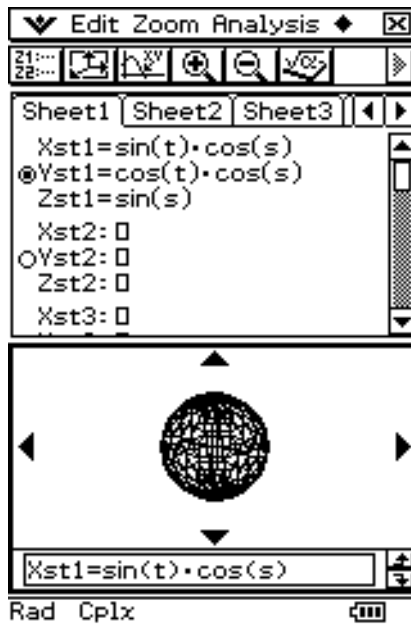 Edit Zoom Analysis
Sheet1 Sheet2 Sheet3
Xst1=sin(t)·cos(s)
Yst1=cos(t)·cos(s)
Zst1=sin(s)
Xst2:
Yst2:
Zst2:
Xst3:
Xst1=sin(t)·cos(s)
Rad Cplx